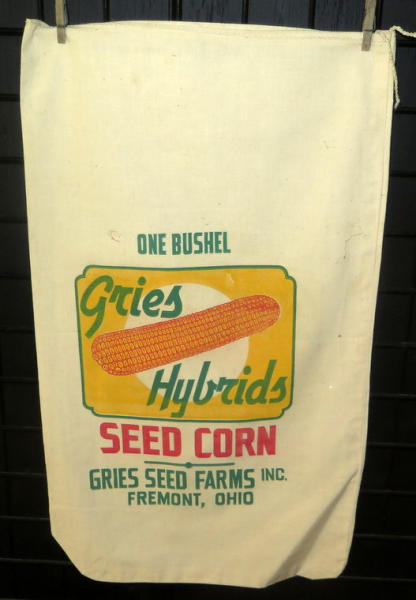 ONE BUSHEL
Gries
Hybrids
SEED CORN
GRIES SEED FARMS INC.
FREMONT, OHIO